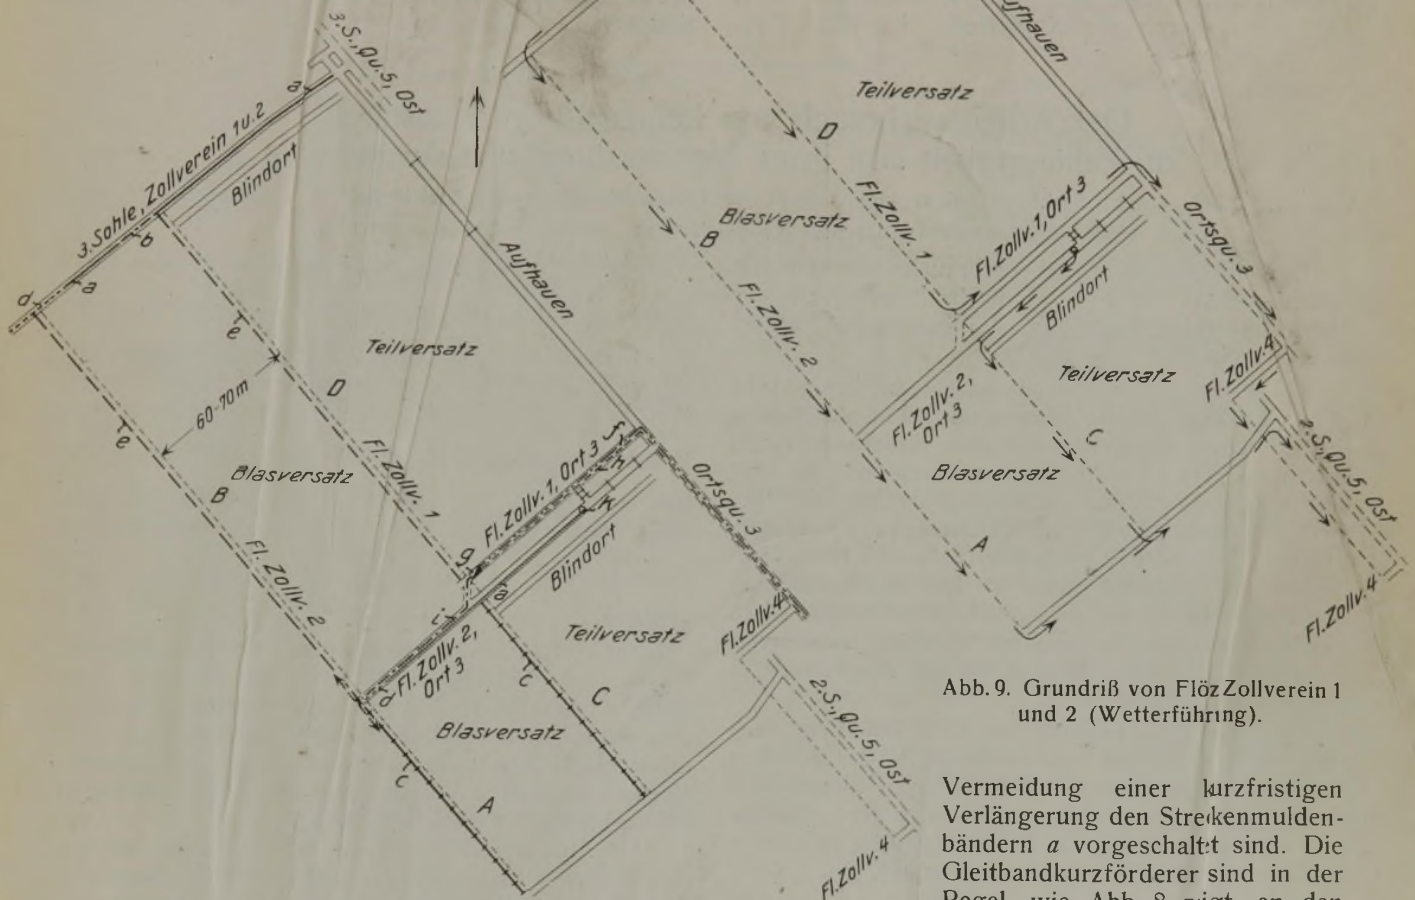 3.S., Qu.5, Ost
a
3.Sohle, Zollverein 1u.2
Blindort
b
a
d
Aufhauen
e
Teilversatz
D
60-70m
e
Blasversatz
B
Fl. Zollv. 1
Fl. Zollv. 2
f
Fl. Zollv. 1, Ort 3
h
k
Ortsqu. 3
g
a
Blindort
i
Fl. Zollv. 2,
Ort 3
b
Teilversatz
Fl. Zollv. 4
c
C
Blasversatz
c
A
2.S., Qu.5, Ost
Fl. Zollv. 4
ufhauen
Teilversatz
D
Blasversatz
B
Fl. Zollv. 1
Fl. Zollv. 1, Ort 3
Ortsqu. 3
Fl. Zollv. 2
Blindort
Teilversatz
Fl. Zollv. 4
Fl. Zollv. 2,
Ort 3
C
Blasversatz
A
2.S., Qu.5, Ost
Fl. Zollv. 4
Abb. 9. Grundriß von Flöz Zollverein 1
und 2 (Wetterführung).
Vermeidung einer kurzfristigen
Verlängerung den Streckenmulden-
bändern a vorgeschaltet sind. Die
Gleitbandkurzförderer sind in der